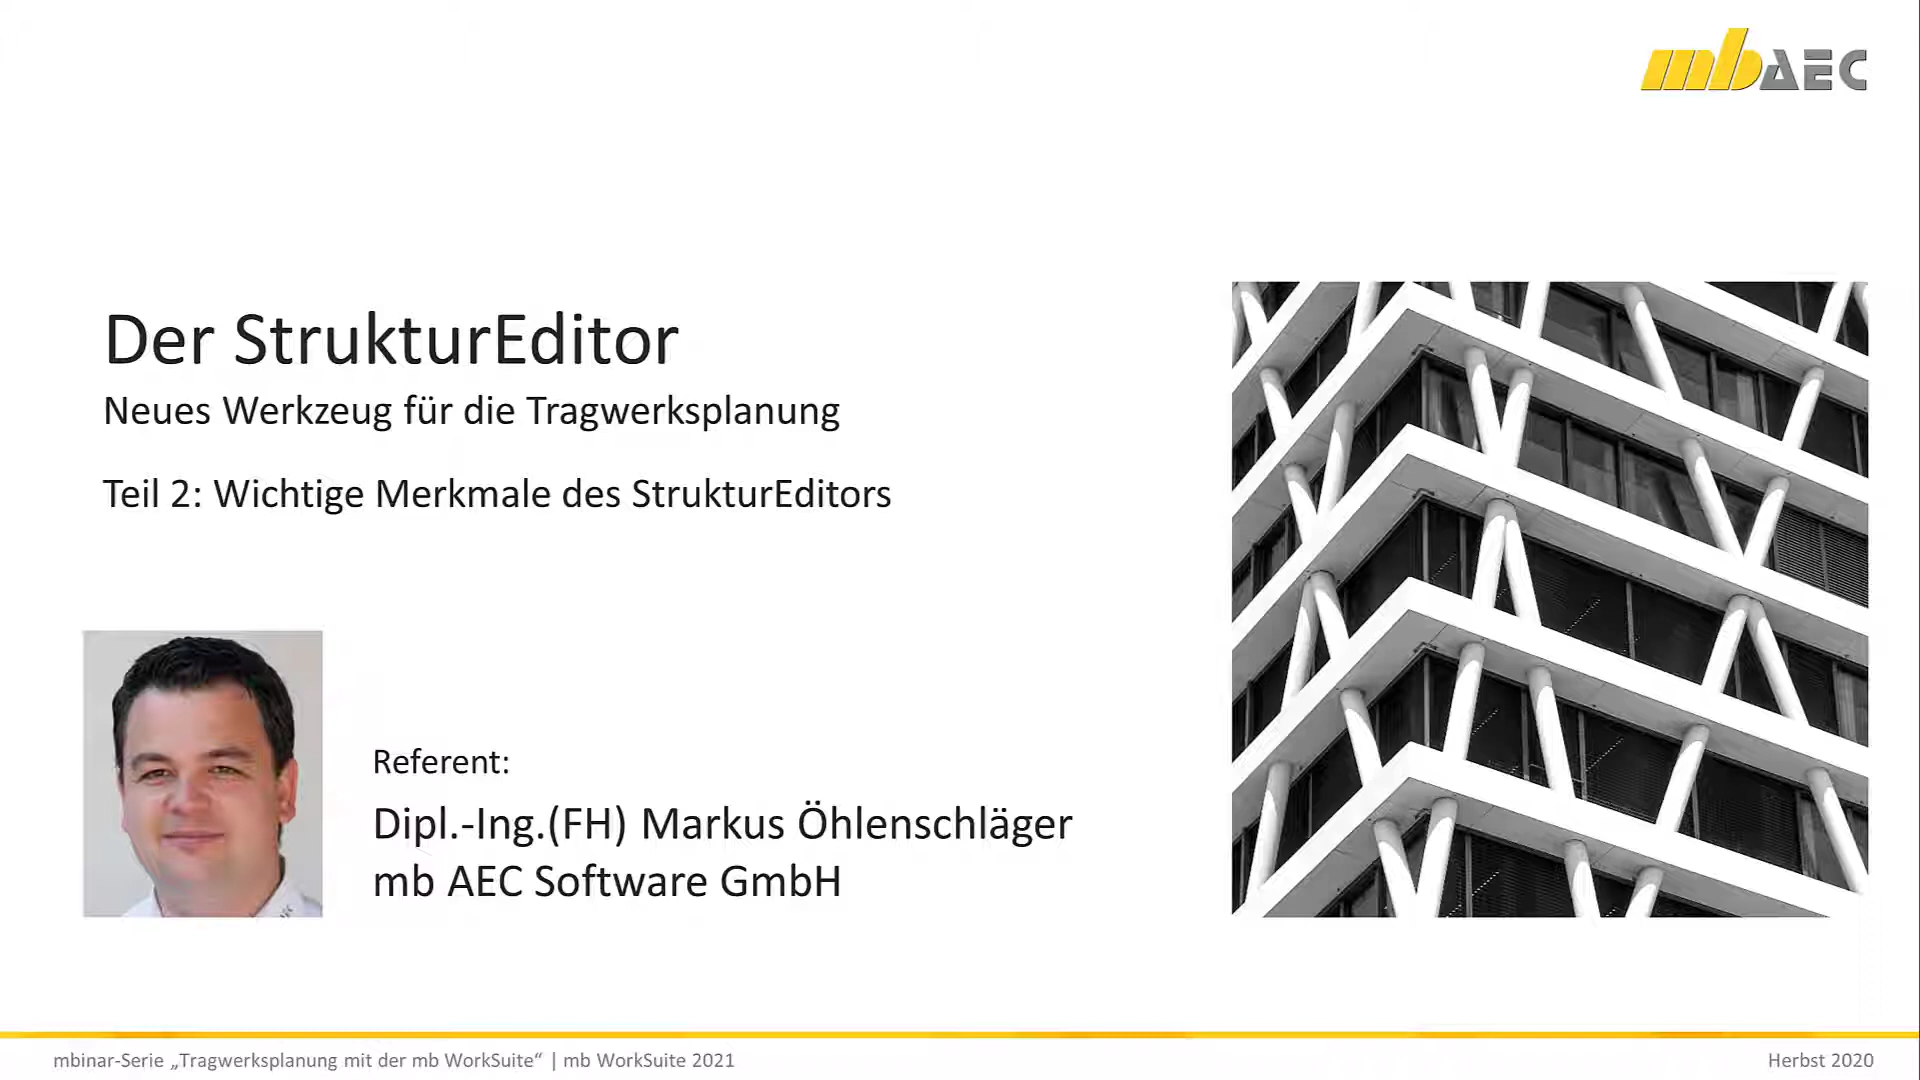 mbAEC
Der StrukturEditor
Neues Werkzeug für die Tragwerksplanung
Teil 2: Wichtige Merkmale des StrukturEditors
Referent:
Dipl.-Ing.(FH) Markus Öhlenschläger
mb AEC Software GmbH
mbinar-Serie „Tragwerksplanung mit der mb WorkSuite“ | mb WorkSuite 2021
Herbst 2020